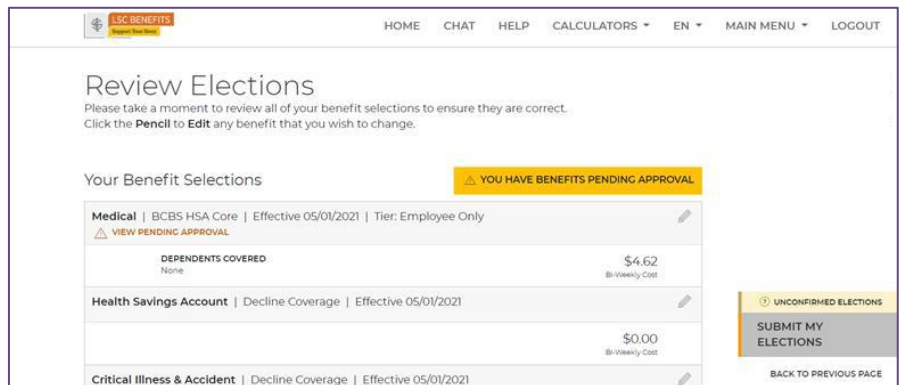 LSC BENEFITS
Support Your Story
HOME CHAT HELP CALCULATORS EN MAIN MENU LOGOUT
Review Elections
Please take a moment to review all of your benefit selections to ensure they are correct.
Click the Pencil to Edit any benefit that you wish to change.
Your Benefit Selections
YOU HAVE BENEFITS PENDING APPROVAL
Medical | BCBS HSA Core | Effective 05/01/2021 | Tier: Employee Only
VIEW PENDING APPROVAL
DEPENDENTS COVERED
None
$4.62
Bi-Weekly Cost
Health Savings Account | Decline Coverage | Effective 05/01/2021
$0.00
Bi-Weekly Cost
Critical Illness & Accident | Decline Coverage | Effective 05/01/2021
UNCONFIRMED ELECTIONS
SUBMIT MY
ELECTIONS
BACK TO PREVIOUS PAGE